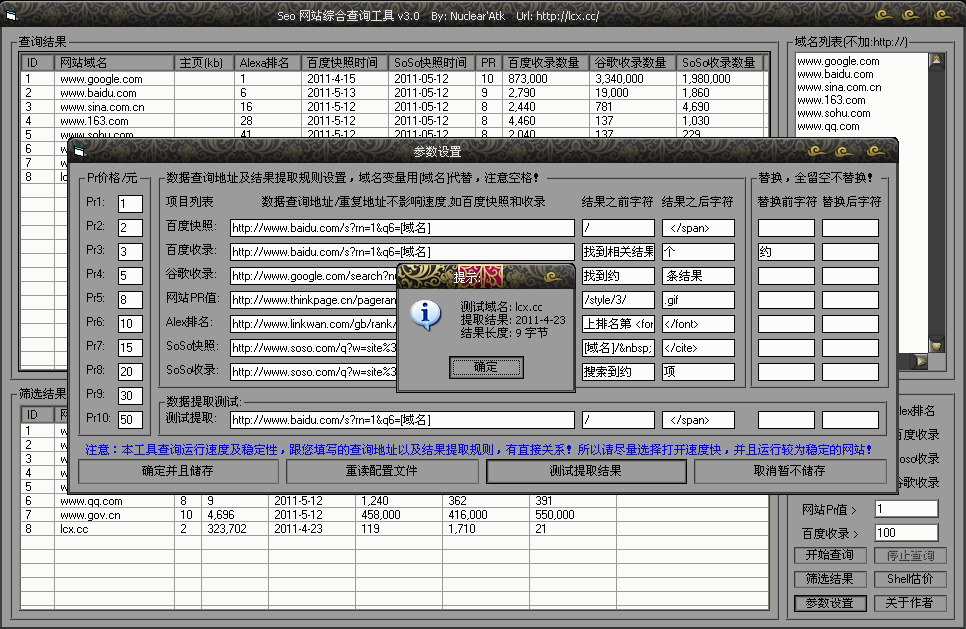 Seo 网站综合查询工具 v3.0 By: Nuclear'Atk Url: http://lcx.cc/
查询结果
ID 网站域名 主页(kb) Alexa排名 百度快照时间 SoSo快照时间 PR 百度收录数量 谷歌收录数量 SoSo收录数量
1 www.google.com 1 2011-4-15 2011-05-12 10 873,000 3,340,000 1,980,000
2 www.baidu.com 6 2011-5-13 2011-05-12 9 2,790 19,000 1,860
3 www.sina.com.cn 16 2011-5-12 2011-05-12 8 2,440 781 4,690
4 www.163.com 28 2011-5-12 2011-05-12 8 4,460 137 1,030
5 www.sohu.com 41 2011-5-12 2011-05-12 8 2,040 137 229
6 w
7 w
8 lc
域名列表(不加:http://)
www.google.com
www.baidu.com
www.sina.com.cn
www.163.com
www.sohu.com
www.qq.com
参数设置
Pr价格/元
Pr1: 1
Pr2: 2
Pr3: 3
Pr4: 5
Pr5: 8
Pr6: 10
Pr7: 15
Pr8: 20
Pr9: 30
Pr10: 50
数据查询地址及结果提取规则设置，域名变量用[域名]代替，注意空格！
项目列表 数据查询地址/重复地址不影响速度,如百度快照和收录 结果之前字符 结果之后字符
百度快照: http://www.baidu.com/s?rn=1&q6=[域名] / </span>
百度收录: http://www.baidu.com/s?rn=1&q6=[域名] 找到相关结果 个
谷歌收录: http://www.google.com/search? 找到约 条结果
网站PR值: http://www.thinkpage.cn/pageran /style/3/ .gif
Alex排名: http://www.linkwan.com/gb/rank/ 上排名第 <for </font>
SoSo快照: http://www.soso.com/q?w=site%3 [域名]/&nbsp; </cite>
SoSo收录: http://www.soso.com/q?w=site%3 搜索到约 项
替换，全留空不替换！
替换前字符 替换后字符
约
提示:
测试域名: lcx.cc
提取结果: 2011-4-23
结果长度: 9 字节
确定
数据提取测试:
测试提取: http://www.baidu.com/s?rn=1&q6=[域名] / </span>
注意：本工具查询运行速度及稳定性，跟您填写的查询地址以及结果提取规则，有直接关系！所以请尽量选择打开速度快，并且运行较为稳定的网站！
确定并且储存 重读配置文件 测试提取结果 取消暂不储存
筛选结果
ID
1 w
2 w
3 w
4 w
5 w
6 www.qq.com 8 9 2011-5-12 1,240 362 391
7 www.gov.cn 10 4,696 2011-5-12 458,000 416,000 550,000
8 lcx.cc 2 323,702 2011-4-23 119 1,710 21
lex排名
百度收录
oso收录
谷歌收录
网站Pr值 > 1
百度收录 > 100
开始查询 停止查询
筛选结果 Shell估价
参数设置 关于作者